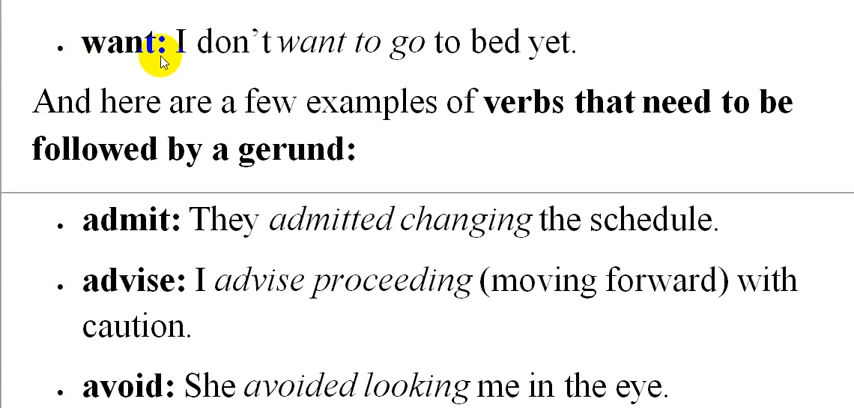 • want: I don’t want to go to bed yet.
And here are a few examples of verbs that need to be
followed by a gerund:
• admit: They admitted changing the schedule.
• advise: I advise proceeding (moving forward) with
caution.
• avoid: She avoided looking me in the eye.